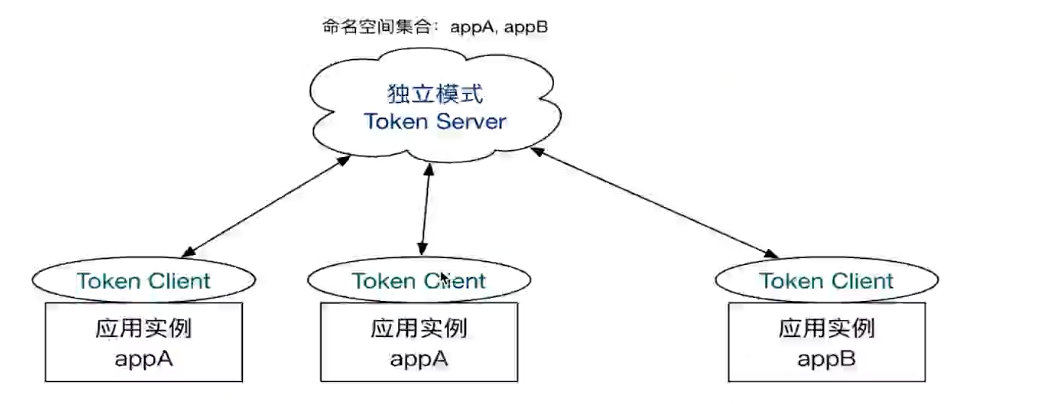 命名空间集合：appA, appB
独立模式
Token Server
Token Client
应用实例
appA
Token Client
应用实例
appA
Token Client
应用实例
appB